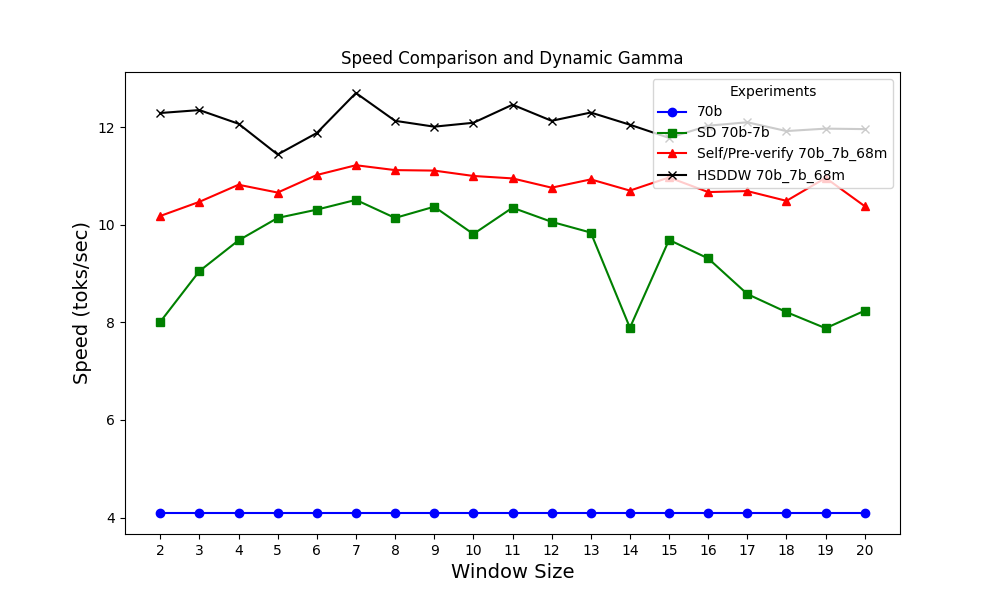 Speed Comparison and Dynamic Gamma
Experiments
70b
SD 70b-7b
Self/Pre-verify 70b_7b_68m
HSDDW 70b_7b_68m
Speed (toks/sec)
12
10
8
6
4
2 3 4 5 6 7 8 9 10 11 12 13 14 15 16 17 18 19 20
Window Size